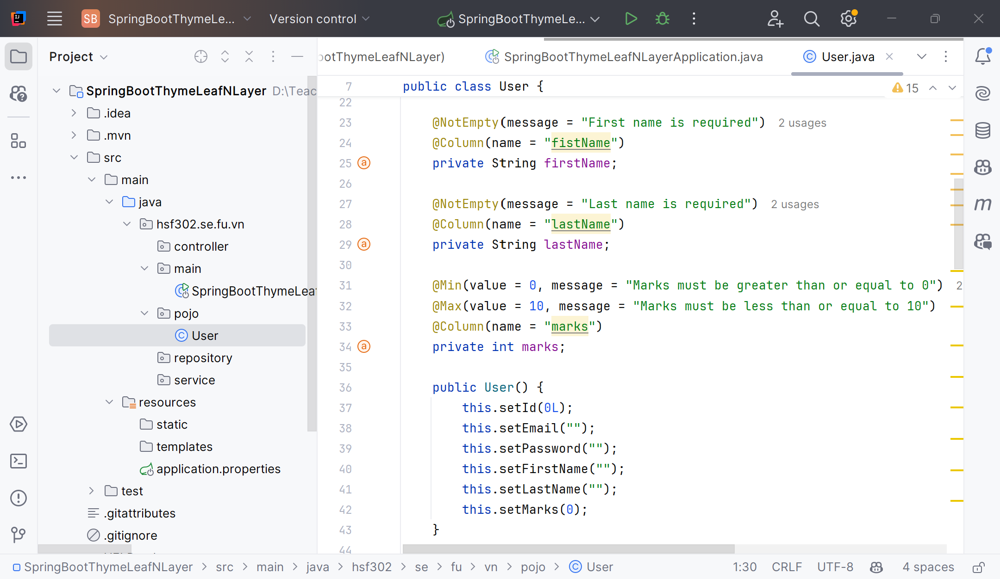 SB SpringBootThymeLe... Version control SpringBootThymeLe...
Project
SpringBootThymeLeafNLayer D:\Teac
.idea
.mvn
src
main
java
hsf302.se.fu.vn
controller
main
SpringBootThymeLeaf
pojo
User
repository
service
resources
static
templates
application.properties
test
.gitattributes
.gitignore
ootThymeLeafNLayer) SpringBootThymeLeafNLayerApplication.java User.java
7 public class User { 15
22
23 @NotEmpty(message = "First name is required") 2 usages
24 @Column(name = "fistName")
25 private String firstName;
26
27 @NotEmpty(message = "Last name is required") 2 usages
28 @Column(name = "lastName")
29 private String lastName;
30
31 @Min(value = 0, message = "Marks must be greater than or equal to 0") 2
32 @Max(value = 10, message = "Marks must be less than or equal to 10")
33 @Column(name = "marks")
34 private int marks;
35
36 public User() {
37 this.setId(0L);
38 this.setEmail("");
39 this.setPassword("");
40 this.setFirstName("");
41 this.setLastName("");
42 this.setMarks(0);
43 }
44
SpringBootThymeLeafNLayer > src > main > java > hsf302 > se > fu > vn > pojo > User 1:30 CRLF UTF-8 4 spaces